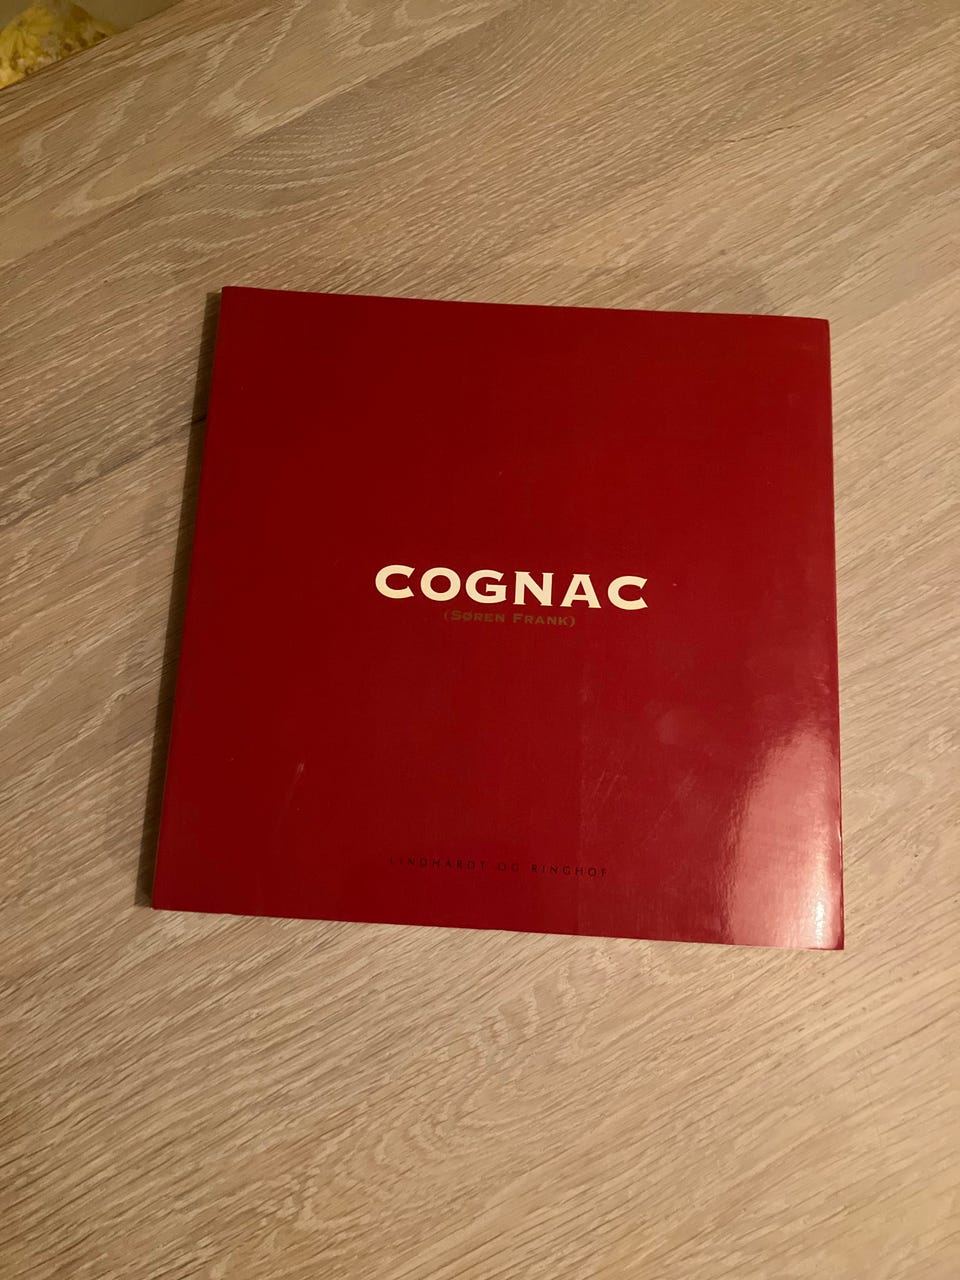 COGNAC
(SØREN FRANK)
LINDHARDT OG RINGHOF